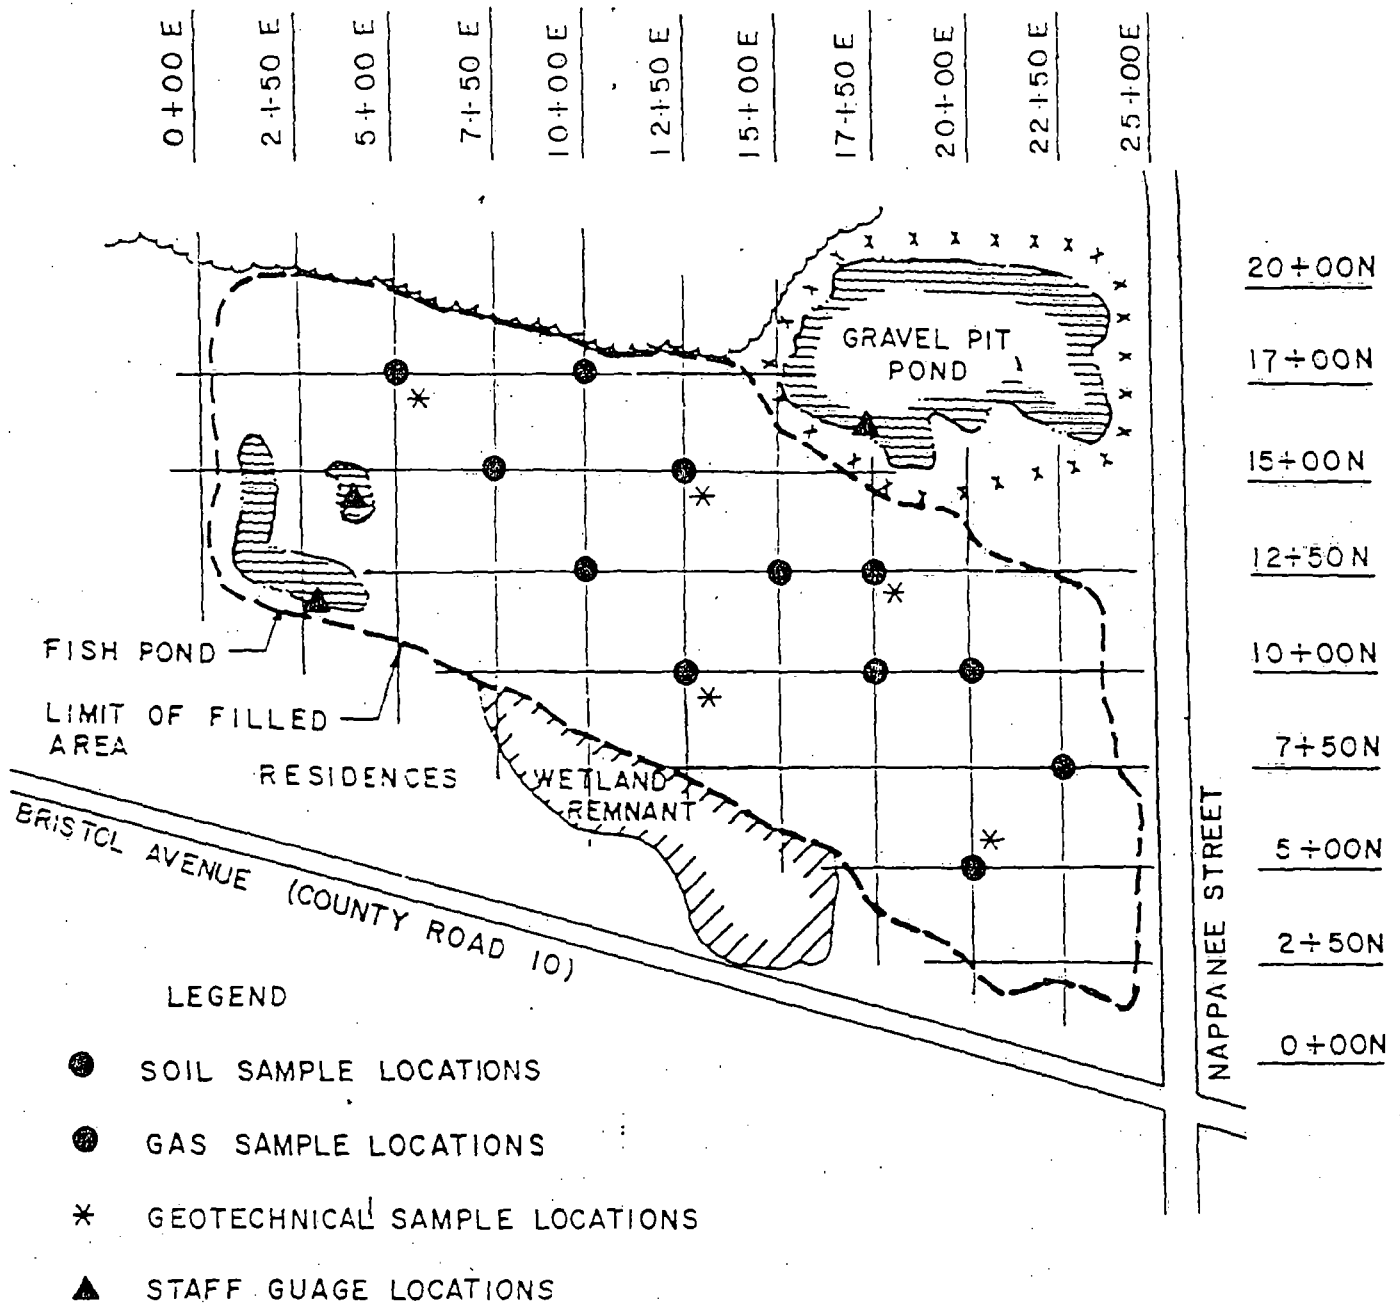 0+00 E
2+50 E
5+00 E
7+50 E
10+00 E
12+50 E
15+00 E
17+50 E
20+00 E
22+50 E
25+00E
20+00N
GRAVEL PIT
POND
17+00N
15+00N
12+50N
FISH POND
10+00N
LIMIT OF FILLED
AREA
7+50N
RESIDENCES
WETLAND
REMNANT
BRISTOL AVENUE (COUNTY ROAD 10)
NAPPANEE STREET
5+00N
2+50N
0+00N
LEGEND
SOIL SAMPLE LOCATIONS
GAS SAMPLE LOCATIONS
GEOTECHNICAL SAMPLE LOCATIONS
STAFF GUAGE LOCATIONS